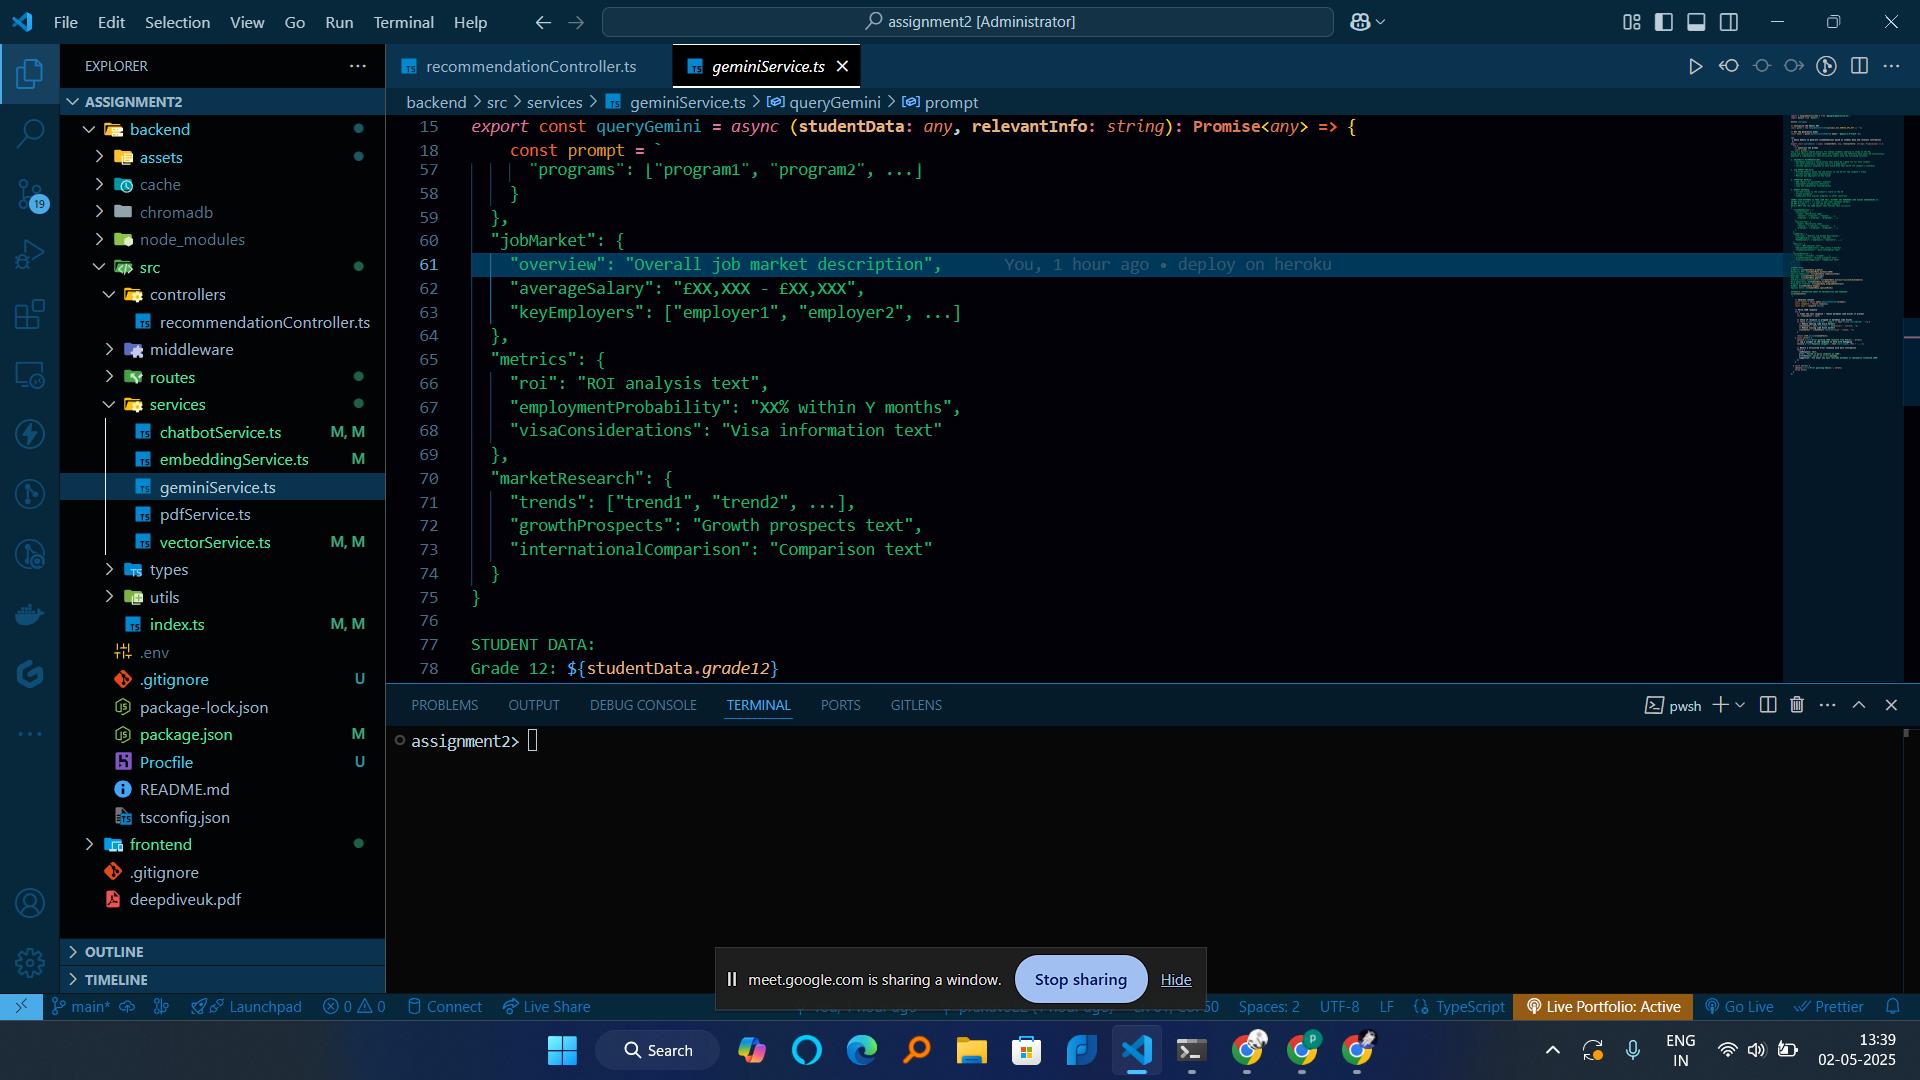 File Edit Selection View Go Run Terminal Help
assignment2 [Administrator]
EXPLORER
ASSIGNMENT2
backend
assets
cache
chromadb
node_modules
src
controllers
recommendationController.ts
middleware
routes
services
chatbotService.ts M, M
embeddingService.ts M
geminiService.ts
pdfService.ts
vectorService.ts M, M
types
utils
index.ts M, M
.env
.gitignore U
package-lock.json
package.json M
Procfile U
README.md
tsconfig.json
frontend
.gitignore
deepdiveuk.pdf
OUTLINE
TIMELINE
19
recommendationController.ts geminiService.ts
backend > src > services > geminiService.ts > queryGemini > prompt
15 export const queryGemini = async (studentData: any, relevantInfo: string): Promise<any> => {
18 const prompt = `
57 "programs": ["program1", "program2", ...]
58 }
59 },
60 "jobMarket": {
61 "overview": "Overall job market description", You, 1 hour ago • deploy on heroku
62 "averageSalary": "£XX,XXX - £XX,XXX",
63 "keyEmployers": ["employer1", "employer2", ...]
64 },
65 "metrics": {
66 "roi": "ROI analysis text",
67 "employmentProbability": "XX% within Y months",
68 "visaConsiderations": "Visa information text"
69 },
70 "marketResearch": {
71 "trends": ["trend1", "trend2", ...],
72 "growthProspects": "Growth prospects text",
73 "internationalComparison": "Comparison text"
74 }
75 }
76
77 STUDENT DATA:
78 Grade 12: ${studentData.grade12}
PROBLEMS OUTPUT DEBUG CONSOLE TERMINAL PORTS GITLENS
pwsh
assignment2>
meet.google.com is sharing a window. Stop sharing Hide
main* Launchpad 0 0 Connect Live Share
Spaces: 2 UTF-8 LF {} TypeScript Live Portfolio: Active Go Live Prettier
Search
ENG
IN
13:39
02-05-2025